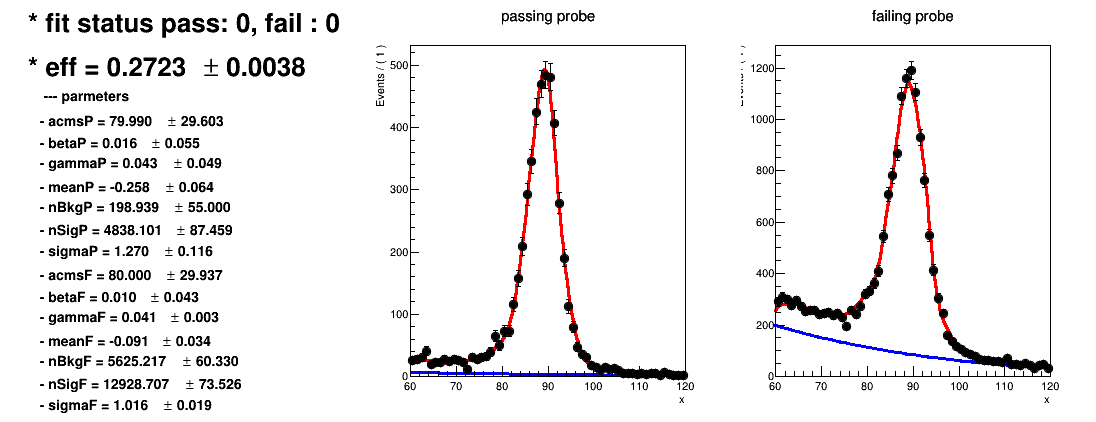 * fit status pass: 0, fail : 0
* eff = 0.2723 ± 0.0038
--- parmeters
- acmsP = 79.990 ± 29.603
- betaP = 0.016 ± 0.055
- gammaP = 0.043 ± 0.049
- meanP = -0.258 ± 0.064
- nBkgP = 198.939 ± 55.000
- nSigP = 4838.101 ± 87.459
- sigmaP = 1.270 ± 0.116
- acmsF = 80.000 ± 29.937
- betaF = 0.010 ± 0.043
- gammaF = 0.041 ± 0.003
- meanF = -0.091 ± 0.034
- nBkgF = 5625.217 ± 60.330
- nSigF = 12928.707 ± 73.526
- sigmaF = 1.016 ± 0.019
passing probe
Events / ( 1 )
500
400
300
200
100
0
60 70 80 90 100 110 120
x
failing probe
Events / ( 1 )
1200
1000
800
600
400
200
0
60 70 80 90 100 110 120
x